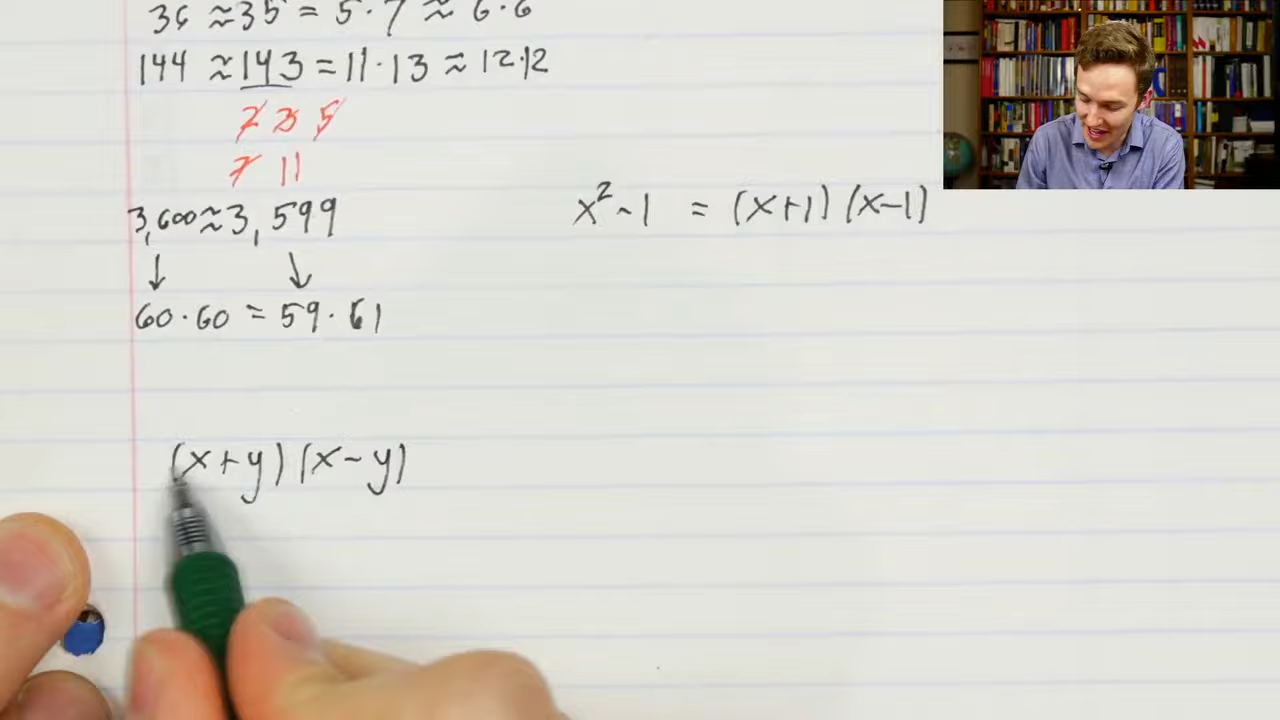 36 ≈ 35 = 5·7 ≈ 6·6
144 ≈ 143 = 11·13 ≈ 12·12
2 3 5
7 11
3,600 ≈ 3,599
x² - 1 = (x+1)(x-1)
↓ ↓
60·60 = 59·61
(x+y)(x-y)